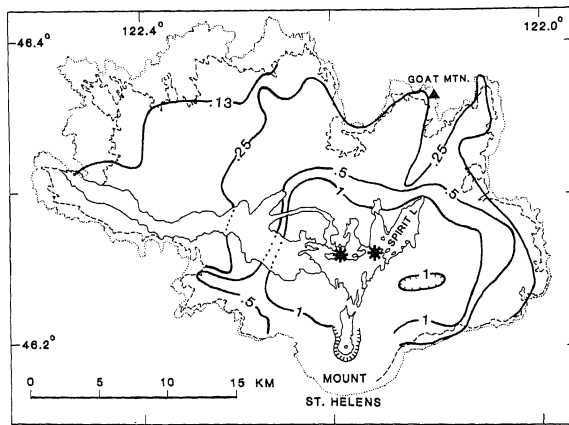 122.4
122.0
46.4°
GOAT MTN.
.13
.25
.25
.5
.5
1
SPIRIT L.
1
.5
1
1
46.2°
0 5 10 15 KM
MOUNT
ST. HELENS